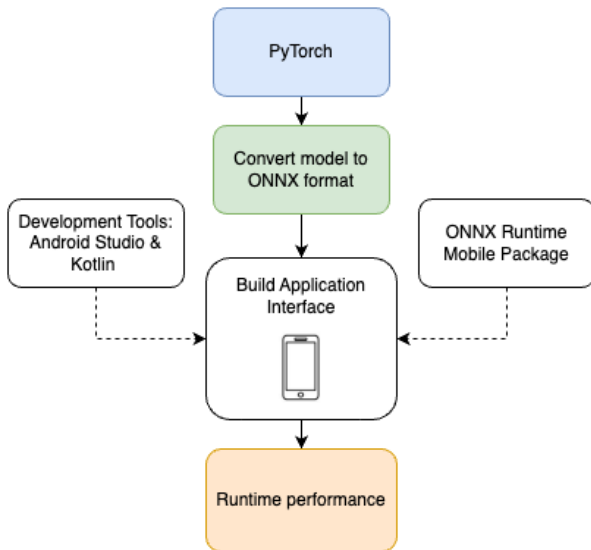 PyTorch
Convert model to
ONNX format
Development Tools:
Android Studio &
Kotlin
ONNX Runtime
Mobile Package
Build Application
Interface
Runtime performance